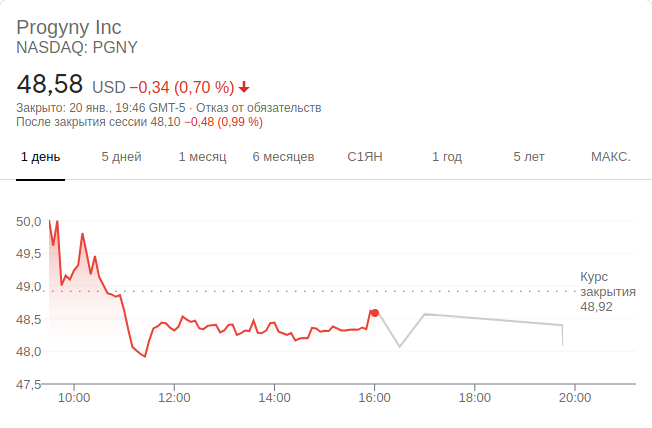 Progyny Inc
NASDAQ: PGNY
48,58 USD −0,34 (0,70 %)
Закрыто: 20 янв., 19:46 GMT-5 · Отказ от обязательств
После закрытия сессии 48,10 −0,48 (0,99 %)
1 день 5 дней 1 месяц 6 месяцев С1ЯН 1 год 5 лет МАКС.
50,0
49,5
49,0
48,5
48,0
47,5
Курс
закрытия
48,92
10:00 12:00 14:00 16:00 18:00 20:00